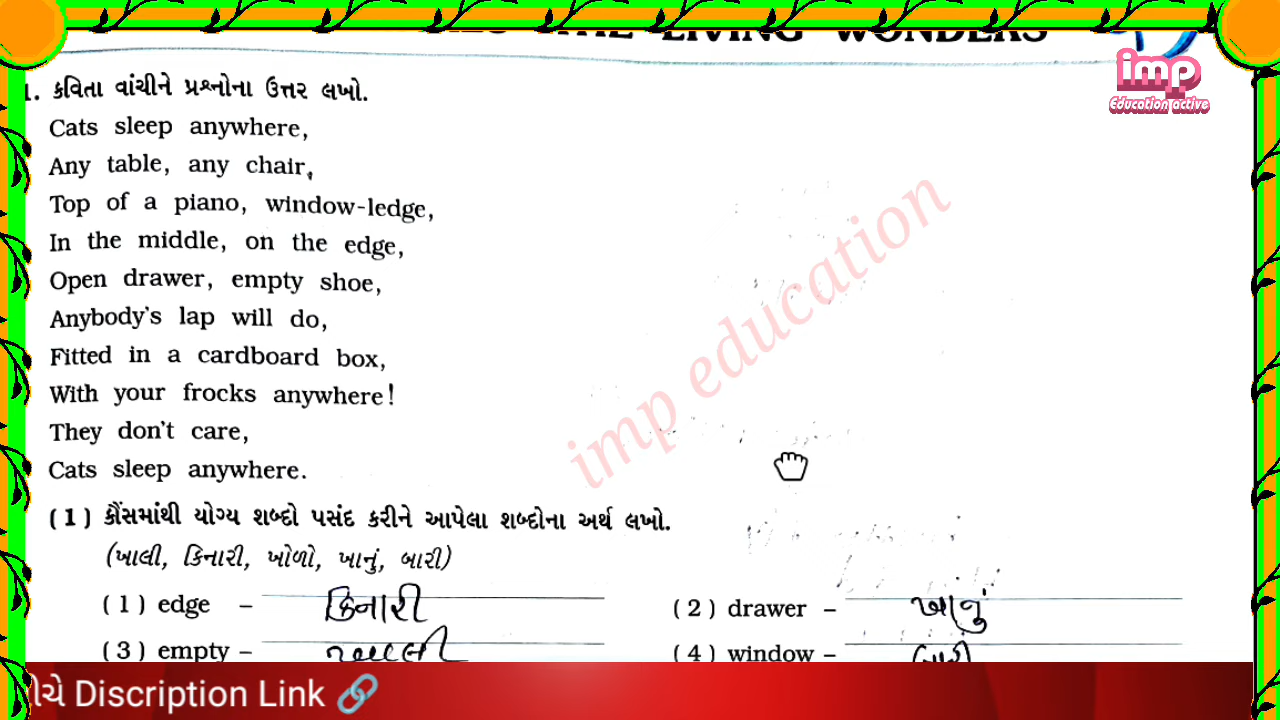 THE LIVING WONDERS
imp
Education active
1. કવિતા વાંચીને પ્રશ્નોના ઉત્તર લખો.
Cats sleep anywhere,
Any table, any chair,
Top of a piano, window-ledge,
In the middle, on the edge,
Open drawer, empty shoe,
Anybody's lap will do,
Fitted in a cardboard box,
With your frocks anywhere!
They don't care,
Cats sleep anywhere.
imp education
(1) કૌંસમાંથી યોગ્ય શબ્દો પસંદ કરીને આપેલા શબ્દોના અર્થ લખો.
(ખાલી, કિનારી, ખોળો, ખાનું, બારી)
(1) edge – કિનારી (2) drawer – ખાનું
(3) empty – ખાલી (4) window – બારી
ચે Discription Link 🔗